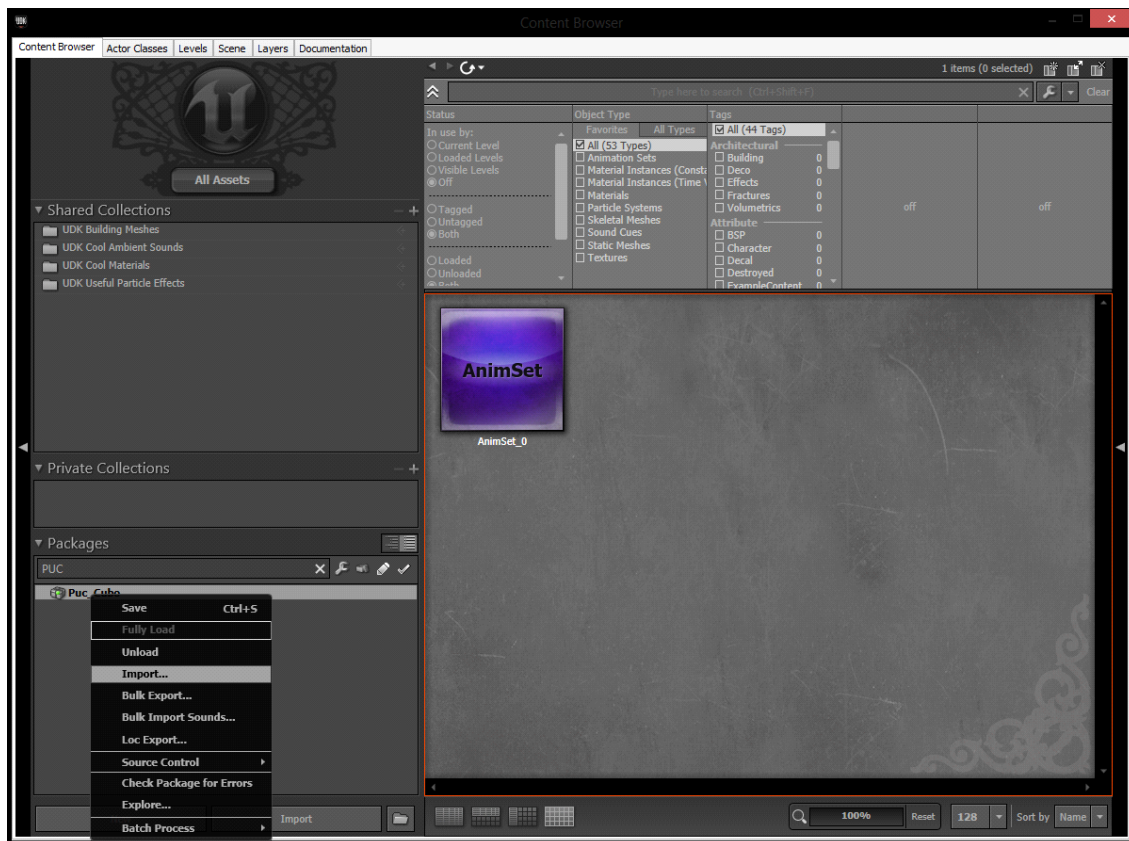 UDK
Content Browser
Content Browser Actor Classes Levels Scene Layers Documentation
All Assets
Shared Collections
UDK Building Meshes
UDK Cool Ambient Sounds
UDK Cool Materials
UDK Useful Particle Effects
Private Collections
Packages
PUC
Puc_Cubo
Save Ctrl+S
Fully Load
Unload
Import...
Bulk Export...
Bulk Import Sounds...
Loc Export...
Source Control
Check Package for Errors
Explore...
Batch Process
Import
1 items (0 selected)
Type here to search (Ctrl+Shift+F)
Clear
Status
In use by:
Current Level
Loaded Levels
Visible Levels
Off
Tagged
Untagged
Both
Loaded
Unloaded
Both
Object Type
Favorites All Types
All (53 Types)
Animation Sets
Material Instances (Consta
Material Instances (Time V
Materials
Particle Systems
Skeletal Meshes
Sound Cues
Static Meshes
Textures
Tags
All (44 Tags)
Architectural
Building 0
Deco 0
Effects 0
Fractures 0
Volumetrics 0
Attribute
BSP 0
Character 0
Decal 0
Destroyed 0
ExampleContent 0
off
off
AnimSet
AnimSet_0
100% Reset 128 Sort by Name